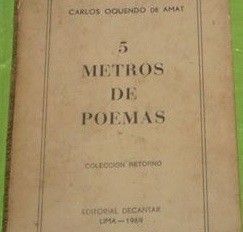 CARLOS OQUENDO DE AMAT
5
METROS
DE
POEMAS
COLECCION RETORNO
EDITORIAL DECANTAR
LIMA—1969